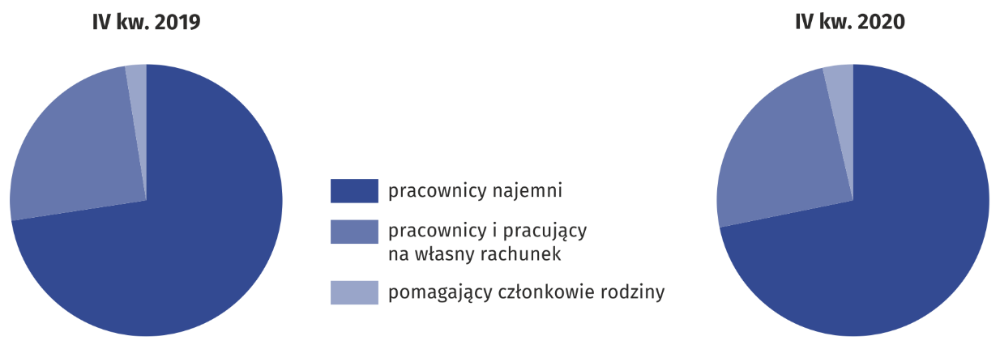 IV kw. 2019
IV kw. 2020
pracownicy najemni
pracownicy i pracujący
na własny rachunek
pomagający członkowie rodziny